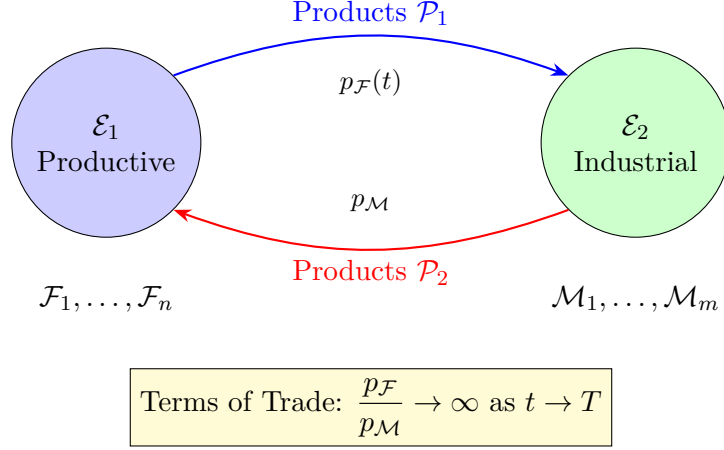 Products 𝒫₁
p_ℱ(t)
ℰ₁
Productive
ℰ₂
Industrial
p_ℳ
Products 𝒫₂
ℱ₁, . . . , ℱₙ
ℳ₁, . . . , ℳₘ
Terms of Trade: p_ℱ / p_ℳ → ∞ as t → T